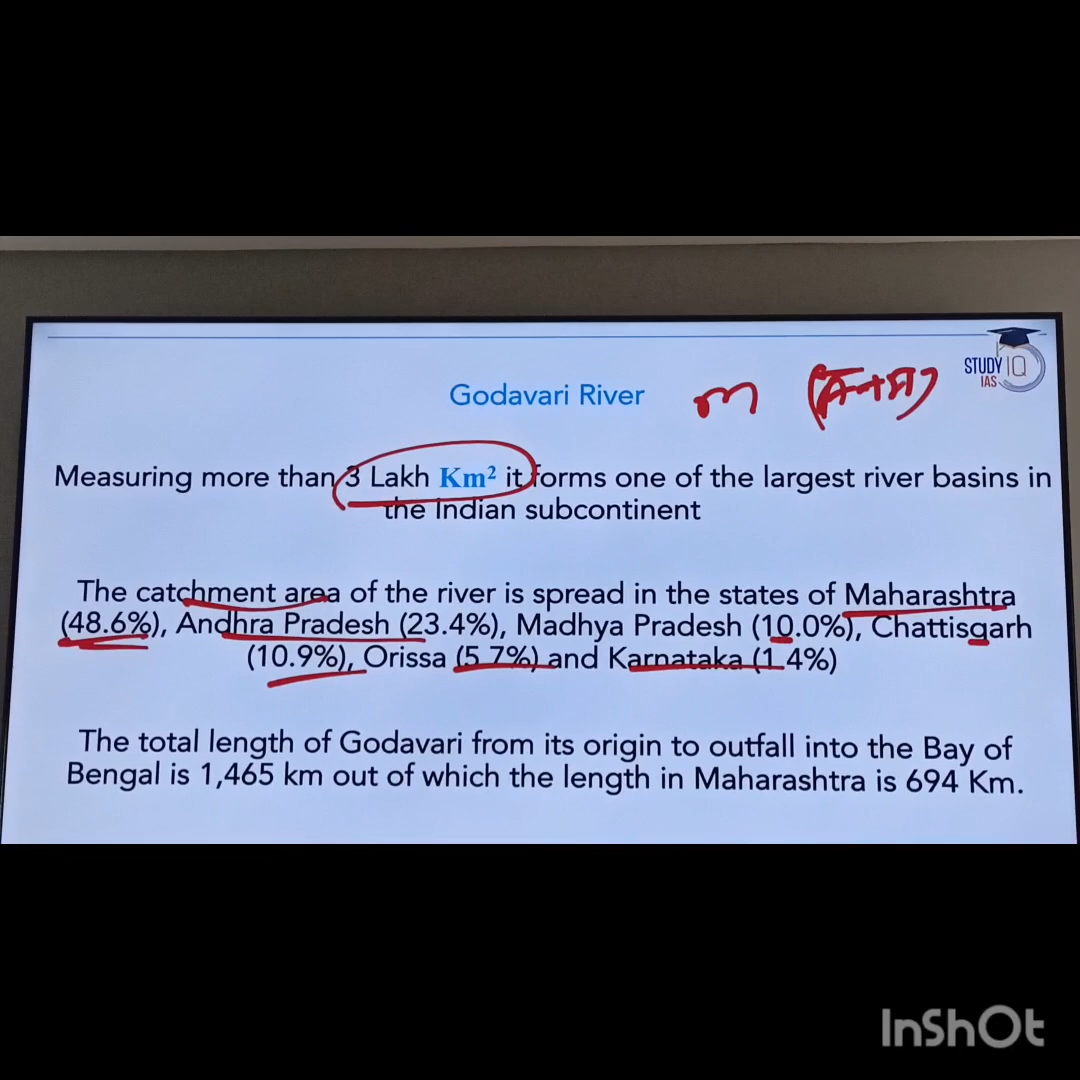 STUDY IQ
IAS
Godavari River
Measuring more than 3 Lakh Km² it forms one of the largest river basins in
the Indian subcontinent
The catchment area of the river is spread in the states of Maharashtra
(48.6%), Andhra Pradesh (23.4%), Madhya Pradesh (10.0%), Chattisgarh
(10.9%), Orissa (5.7%) and Karnataka (1.4%)
The total length of Godavari from its origin to outfall into the Bay of
Bengal is 1,465 km out of which the length in Maharashtra is 694 Km.
InShOt